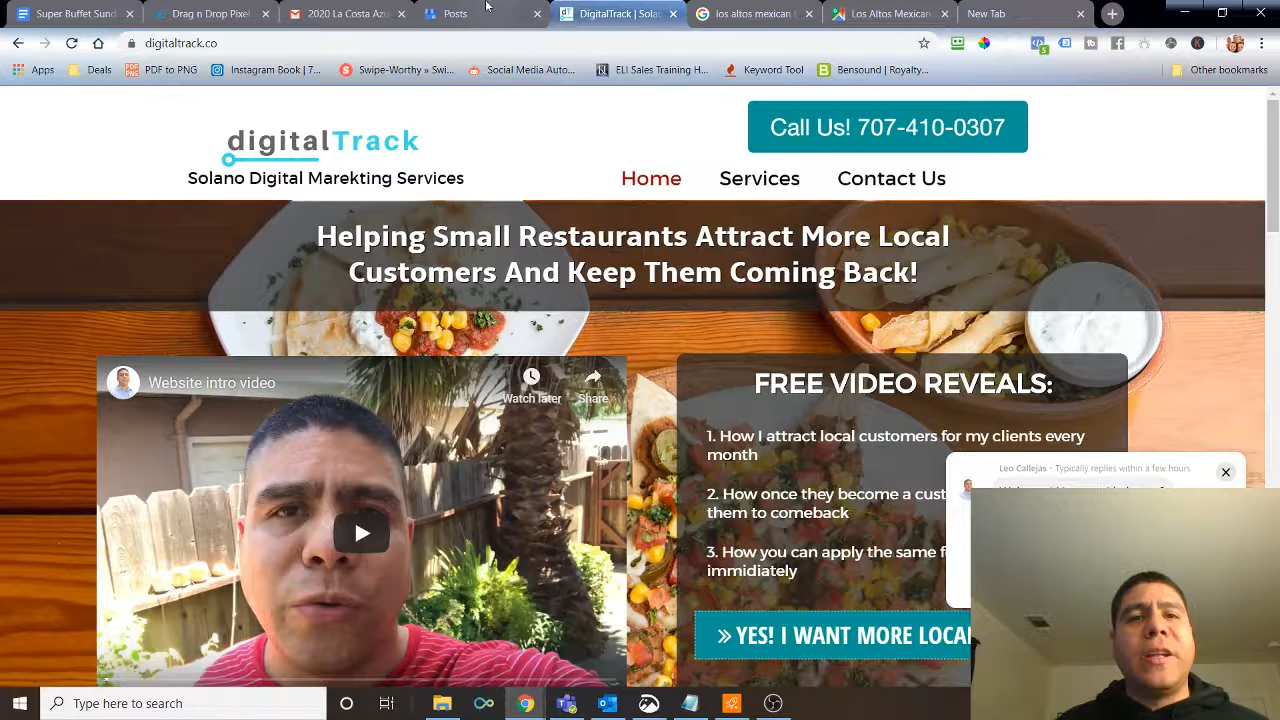 Super Buffet Sund
Drag n Drop Pixel
2020 La Costa Azu
Posts
DigitalTrack | Sola
los altos mexican
Los Altos Mexican
New Tab
digitaltrack.co
Apps
Deals
PDF to PNG
Instagram Book | 7...
Swipe-Worthy » Swi...
Social Media Auto...
ELI Sales Training H...
Keyword Tool
Bensound | Royalty...
Other bookmarks
digitalTrack
Solano Digital Marekting Services
Call Us! 707-410-0307
Home
Services
Contact Us
Helping Small Restaurants Attract More Local
Customers And Keep Them Coming Back!
Website intro video
Watch later
Share
FREE VIDEO REVEALS:
1. How I attract local customers for my clients every
month
2. How once they become a cust
them to comeback
3. How you can apply the same f
immidiately
Leo Callejas • Typically replies within a few hours
» YES! I WANT MORE LOCAL
Type here to search